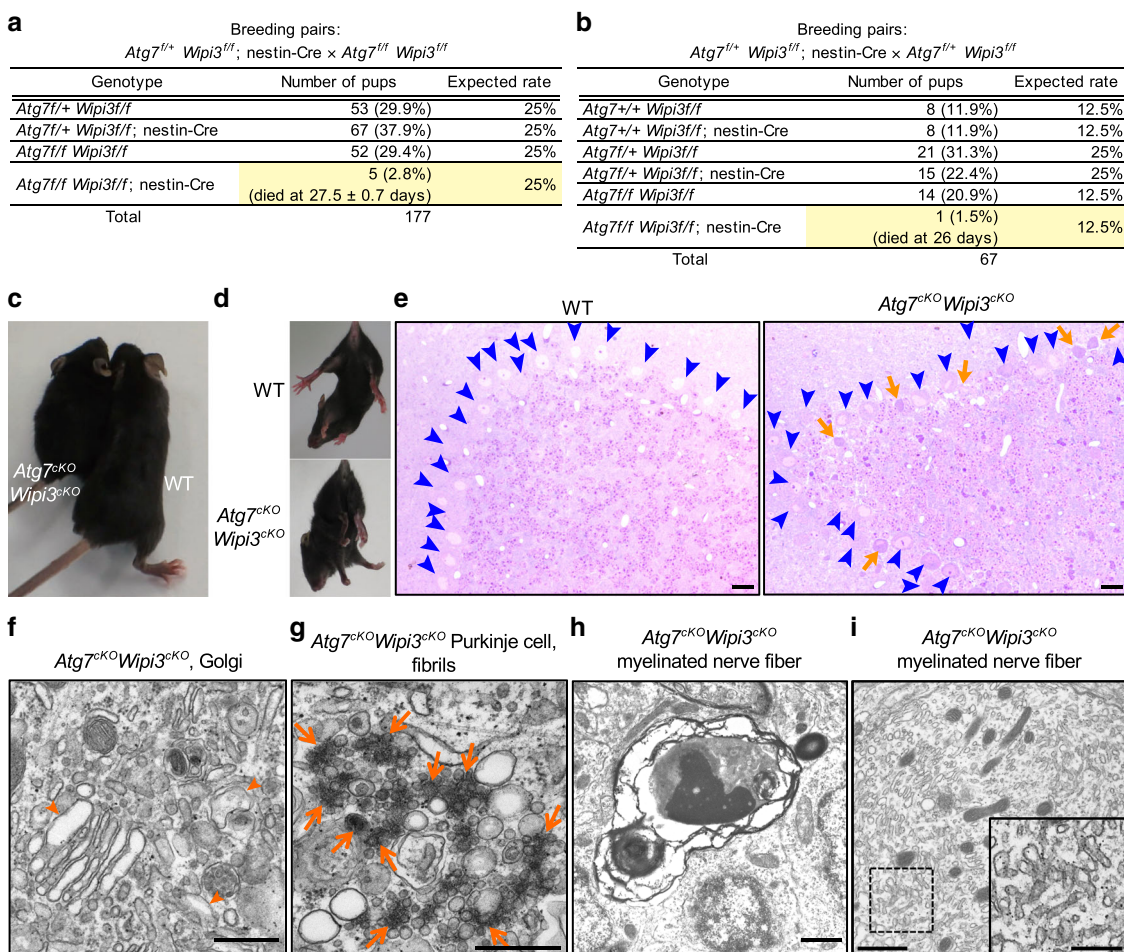 a
Breeding pairs:
Atg7f/+ Wipi3f/f; nestin-Cre × Atg7f/f Wipi3f/f
Genotype Number of pups Expected rate
Atg7f/+ Wipi3f/f 53 (29.9%) 25%
Atg7f/+ Wipi3f/f; nestin-Cre 67 (37.9%) 25%
Atg7f/f Wipi3f/f 52 (29.4%) 25%
Atg7f/f Wipi3f/f; nestin-Cre 5 (2.8%) 25%
(died at 27.5 ± 0.7 days)
Total 177
b
Breeding pairs:
Atg7f/+ Wipi3f/f; nestin-Cre × Atg7f/+ Wipi3f/f
Genotype Number of pups Expected rate
Atg7+/+ Wipi3f/f 8 (11.9%) 12.5%
Atg7+/+ Wipi3f/f; nestin-Cre 8 (11.9%) 12.5%
Atg7f/+ Wipi3f/f 21 (31.3%) 25%
Atg7f/+ Wipi3f/f; nestin-Cre 15 (22.4%) 25%
Atg7f/f Wipi3f/f 14 (20.9%) 12.5%
Atg7f/f Wipi3f/f; nestin-Cre 1 (1.5%) 12.5%
(died at 26 days)
Total 67
c
Atg7cKO
Wipi3cKO
WT
d
WT
Atg7cKO
Wipi3cKO
e
WT
Atg7cKOWipi3cKO
f
Atg7cKOWipi3cKO, Golgi
g
Atg7cKOWipi3cKO Purkinje cell,
fibrils
h
Atg7cKOWipi3cKO
myelinated nerve fiber
i
Atg7cKOWipi3cKO
myelinated nerve fiber